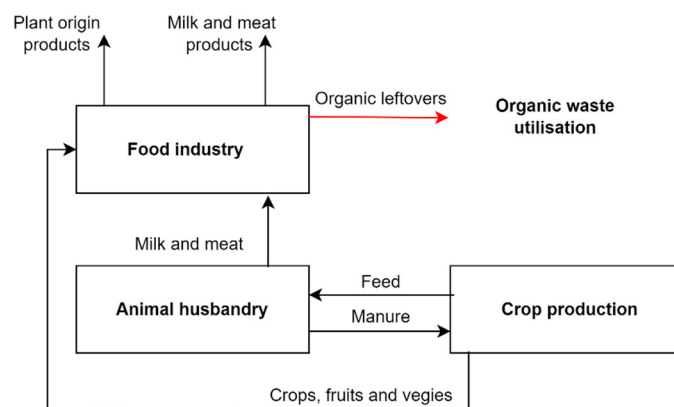 Plant origin
products
Milk and meat
products
Organic leftovers
Organic waste
utilisation
Food industry
Milk and meat
Animal husbandry
Feed
Manure
Crop production
Crops, fruits and vegies